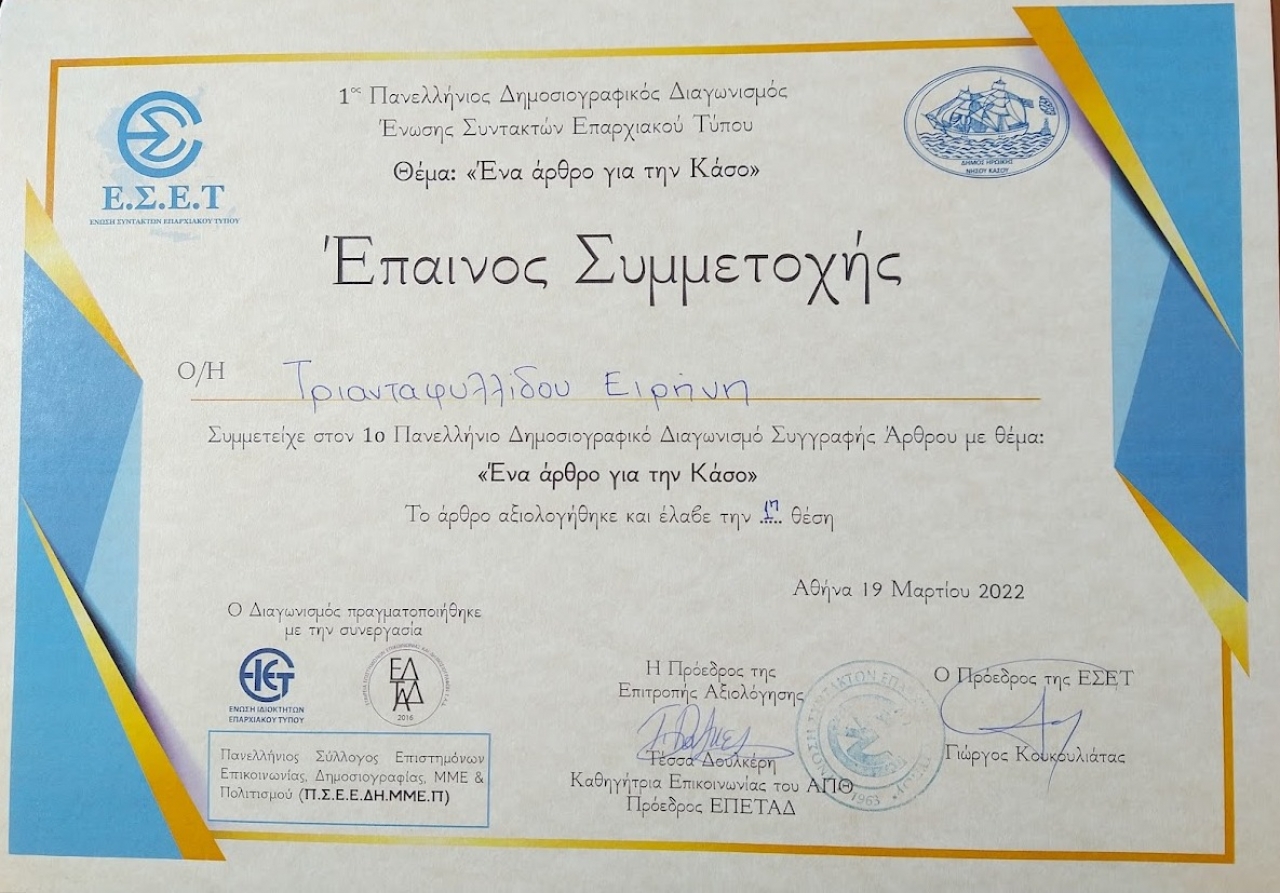 1ος Πανελλήνιος Δημοσιογραφικός Διαγωνισμός
Ένωσης Συντακτών Επαρχιακού Τύπου
Θέμα: «Ένα άρθρο για την Κάσο»
Ε.Σ.Ε.Τ
ΕΝΩΣΗ ΣΥΝΤΑΚΤΩΝ ΕΠΑΡΧΙΑΚΟΥ ΤΥΠΟΥ
ΔΗΜΟΣ ΗΡΩΙΚΗΣ
ΝΗΣΟΥ ΚΑΣΟΥ
Έπαινος Συμμετοχής
Ο/Η Τριανταφυλλίδου Ειρήνη
Συμμετείχε στον 1ο Πανελλήνιο Δημοσιογραφικό Διαγωνισμό Συγγραφής Άρθρου με θέμα:
«Ένα άρθρο για την Κάσο»
Το άρθρο αξιολογήθηκε και έλαβε την 1η θέση
Αθήνα 19 Μαρτίου 2022
Ο Διαγωνισμός πραγματοποιήθηκε
με την συνεργασία
ΕΙΕΤ
ΕΝΩΣΗ ΙΔΙΟΚΤΗΤΩΝ
ΕΠΑΡΧΙΑΚΟΥ ΤΥΠΟΥ
2016
Πανελλήνιος Σύλλογος Επιστημόνων
Επικοινωνίας, Δημοσιογραφίας, ΜΜΕ &
Πολιτισμού (Π.Σ.Ε.Ε.ΔΗ.ΜΜΕ.Π)
Η Πρόεδρος της
Επιτροπής Αξιολόγησης
Τέσσα Δουλκέρη
Καθηγήτρια Επικοινωνίας του ΑΠΘ
Πρόεδρος ΕΠΕΤΑΔ
1963
Ο Πρόεδρος της ΕΣΕΤ
Γιώργος Κουκουλιάτας